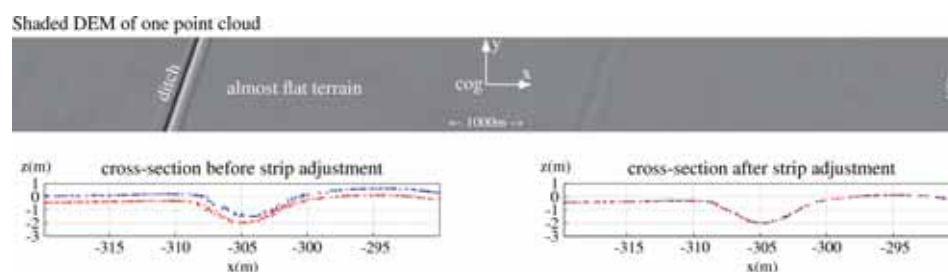 Shaded DEM of one point cloud
ditch
almost flat terrain
y
x
cog
← 1000m →
cross-section before strip adjustment
z(m)
1
0
-1
-2
-3
-315 -310 -305 -300 -295
x(m)
cross-section after strip adjustment
z(m)
1
0
-1
-2
-3
-315 -310 -305 -300 -295
x(m)